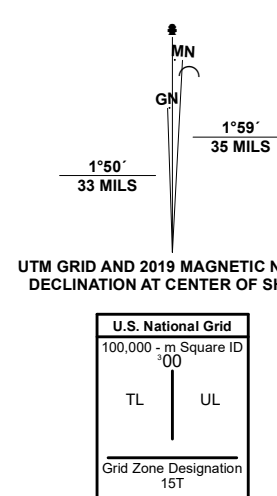 MN
GN
1°59´
35 MILS
1°50´
33 MILS
UTM GRID AND 2019 MAGNETIC N
DECLINATION AT CENTER OF SH
U.S. National Grid
100,000 - m Square ID
³00
TL UL
Grid Zone Designation
15T